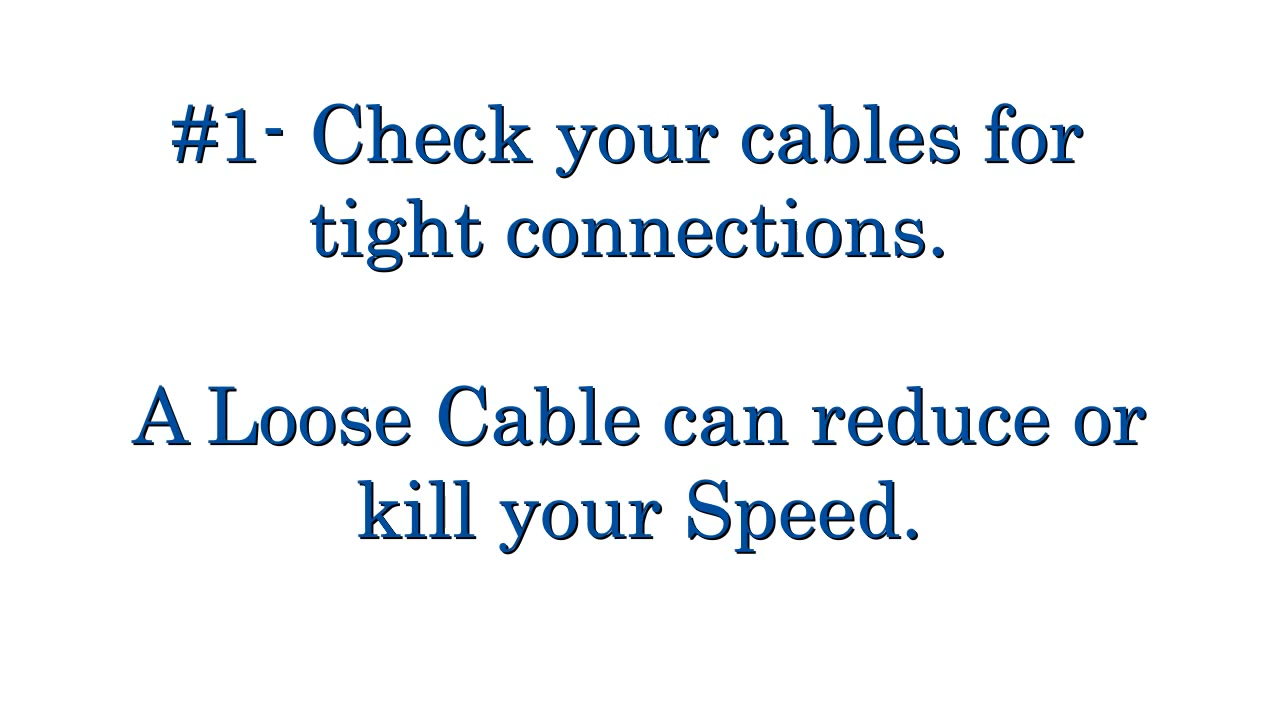 #1- Check your cables for
tight connections.
A Loose Cable can reduce or
kill your Speed.